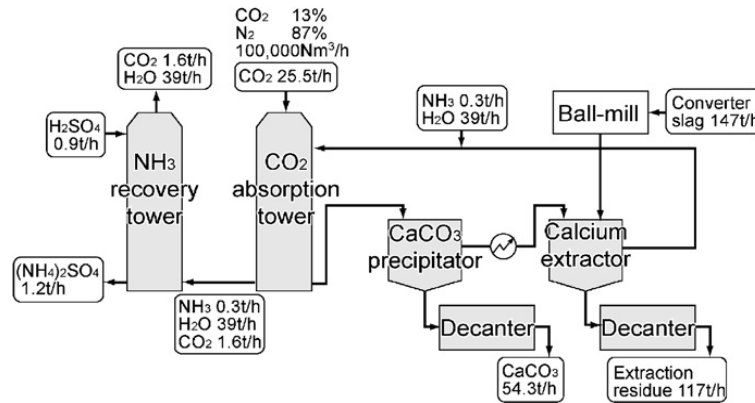 CO₂ 13%
N₂ 87%
100,000Nm³/h
CO₂ 1.6t/h
H₂O 39t/h
CO₂ 25.5t/h
NH₃ 0.3t/h
H₂O 39t/h
Ball-mill
Converter
slag 147t/h
H₂SO₄
0.9t/h
NH₃
recovery
tower
CO₂
absorption
tower
CaCO₃
precipitator
Calcium
extractor
(NH₄)₂SO₄
1.2t/h
NH₃ 0.3t/h
H₂O 39t/h
CO₂ 1.6t/h
Decanter
Decanter
CaCO₃
54.3t/h
Extraction
residue 117t/h